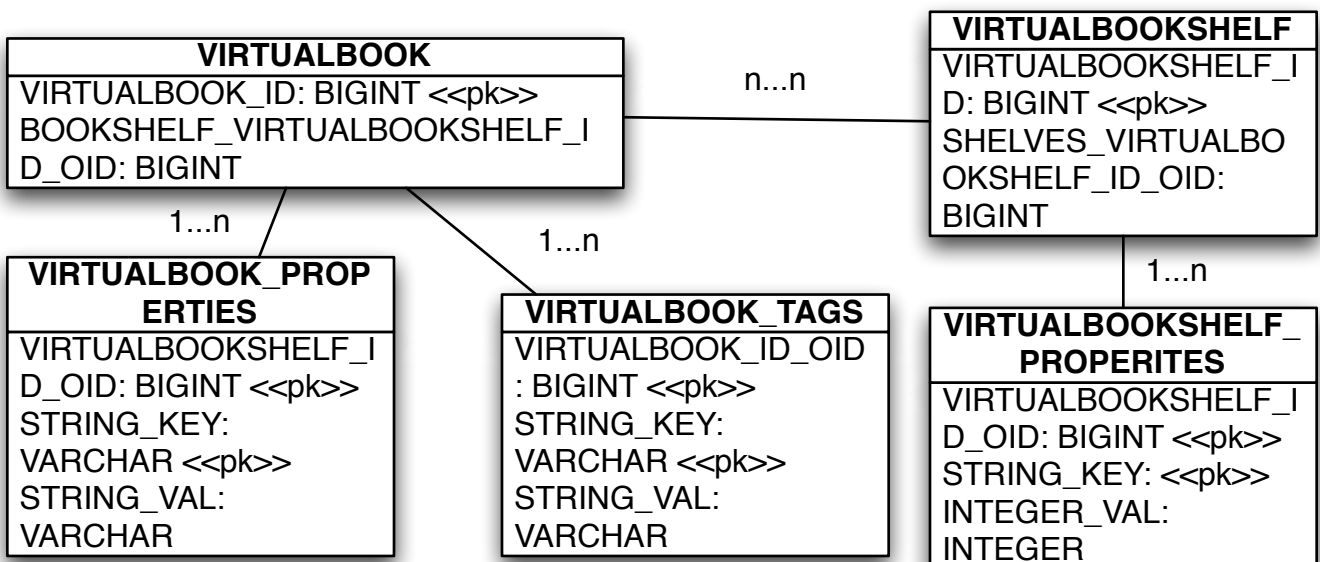 VIRTUALBOOK
VIRTUALBOOK_ID: BIGINT <<pk>>
BOOKSHELF_VIRTUALBOOKSHELF_I
D_OID: BIGINT
n...n
VIRTUALBOOKSHELF
VIRTUALBOOKSHELF_I
D: BIGINT <<pk>>
SHELVES_VIRTUALBO
OKSHELF_ID_OID:
BIGINT
1...n
1...n
1...n
VIRTUALBOOK_PROP
ERTIES
VIRTUALBOOKSHELF_I
D_OID: BIGINT <<pk>>
STRING_KEY:
VARCHAR <<pk>>
STRING_VAL:
VARCHAR
VIRTUALBOOK_TAGS
VIRTUALBOOK_ID_OID
: BIGINT <<pk>>
STRING_KEY:
VARCHAR <<pk>>
STRING_VAL:
VARCHAR
VIRTUALBOOKSHELF_
PROPERITES
VIRTUALBOOKSHELF_I
D_OID: BIGINT <<pk>>
STRING_KEY: <<pk>>
INTEGER_VAL:
INTEGER